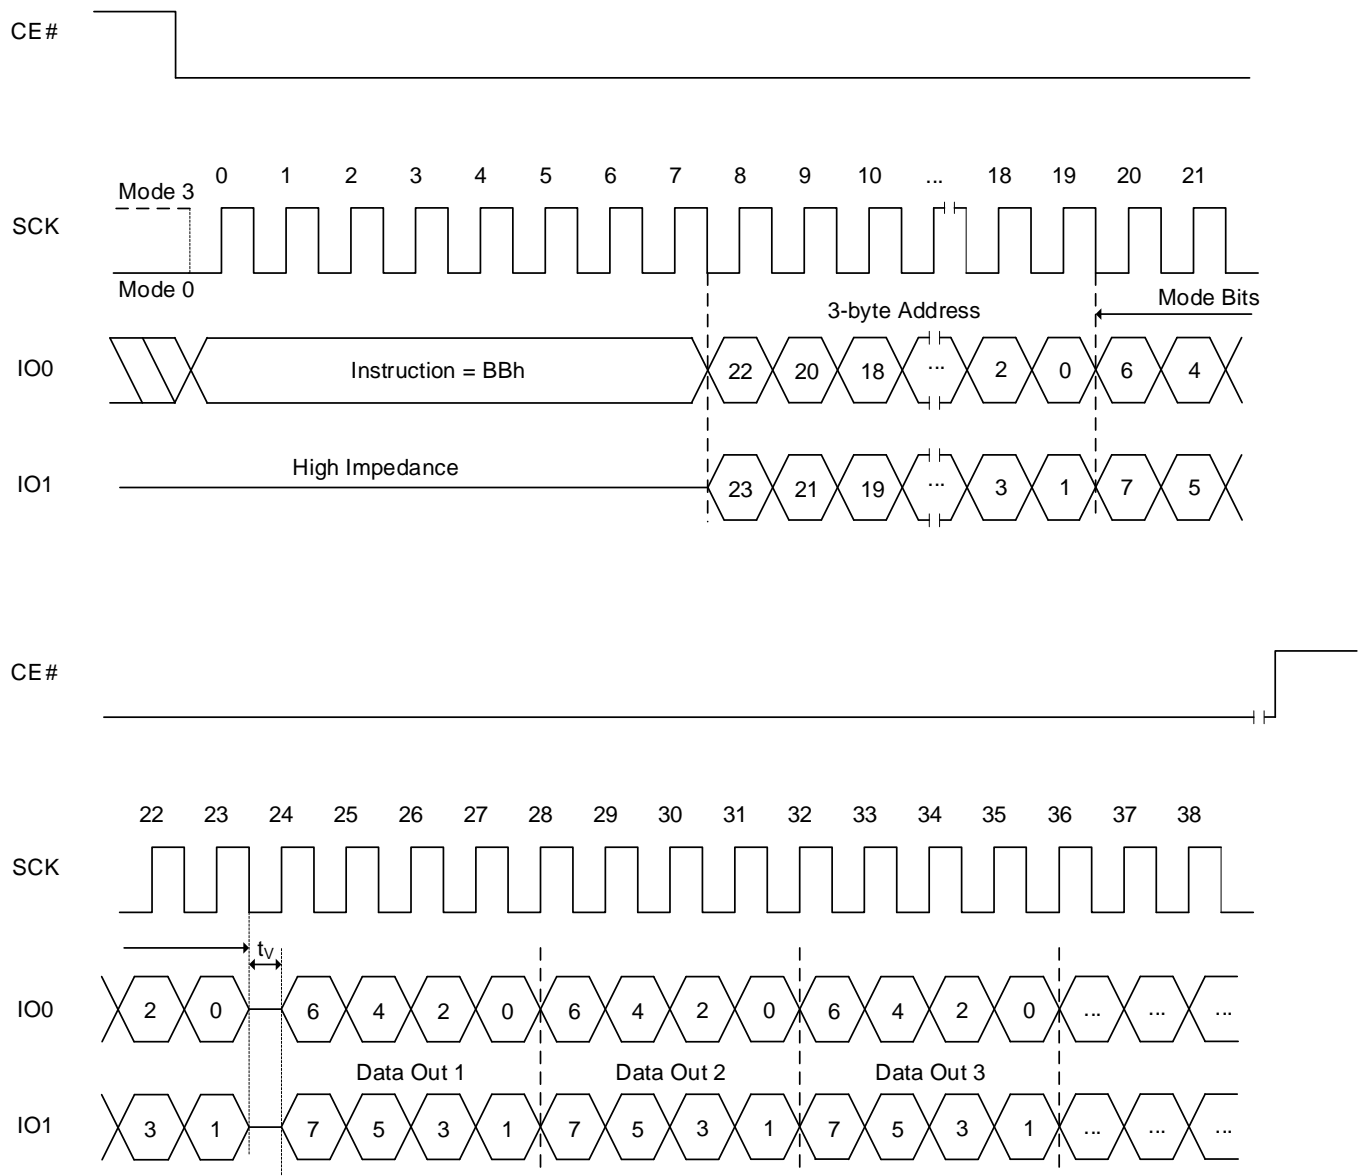 CE#
0 1 2 3 4 5 6 7 8 9 10 ... 18 19 20 21
Mode 3
SCK
Mode 0
3-byte Address
Mode Bits
IO0
Instruction = BBh
22 20 18 ... 2 0 6 4
High Impedance
IO1
23 21 19 ... 3 1 7 5
CE#
22 23 24 25 26 27 28 29 30 31 32 33 34 35 36 37 38
SCK
tV
IO0
2 0 6 4 2 0 6 4 2 0 6 4 2 0 ... ... ...
Data Out 1 Data Out 2 Data Out 3
IO1
3 1 7 5 3 1 7 5 3 1 7 5 3 1 ... ... ...